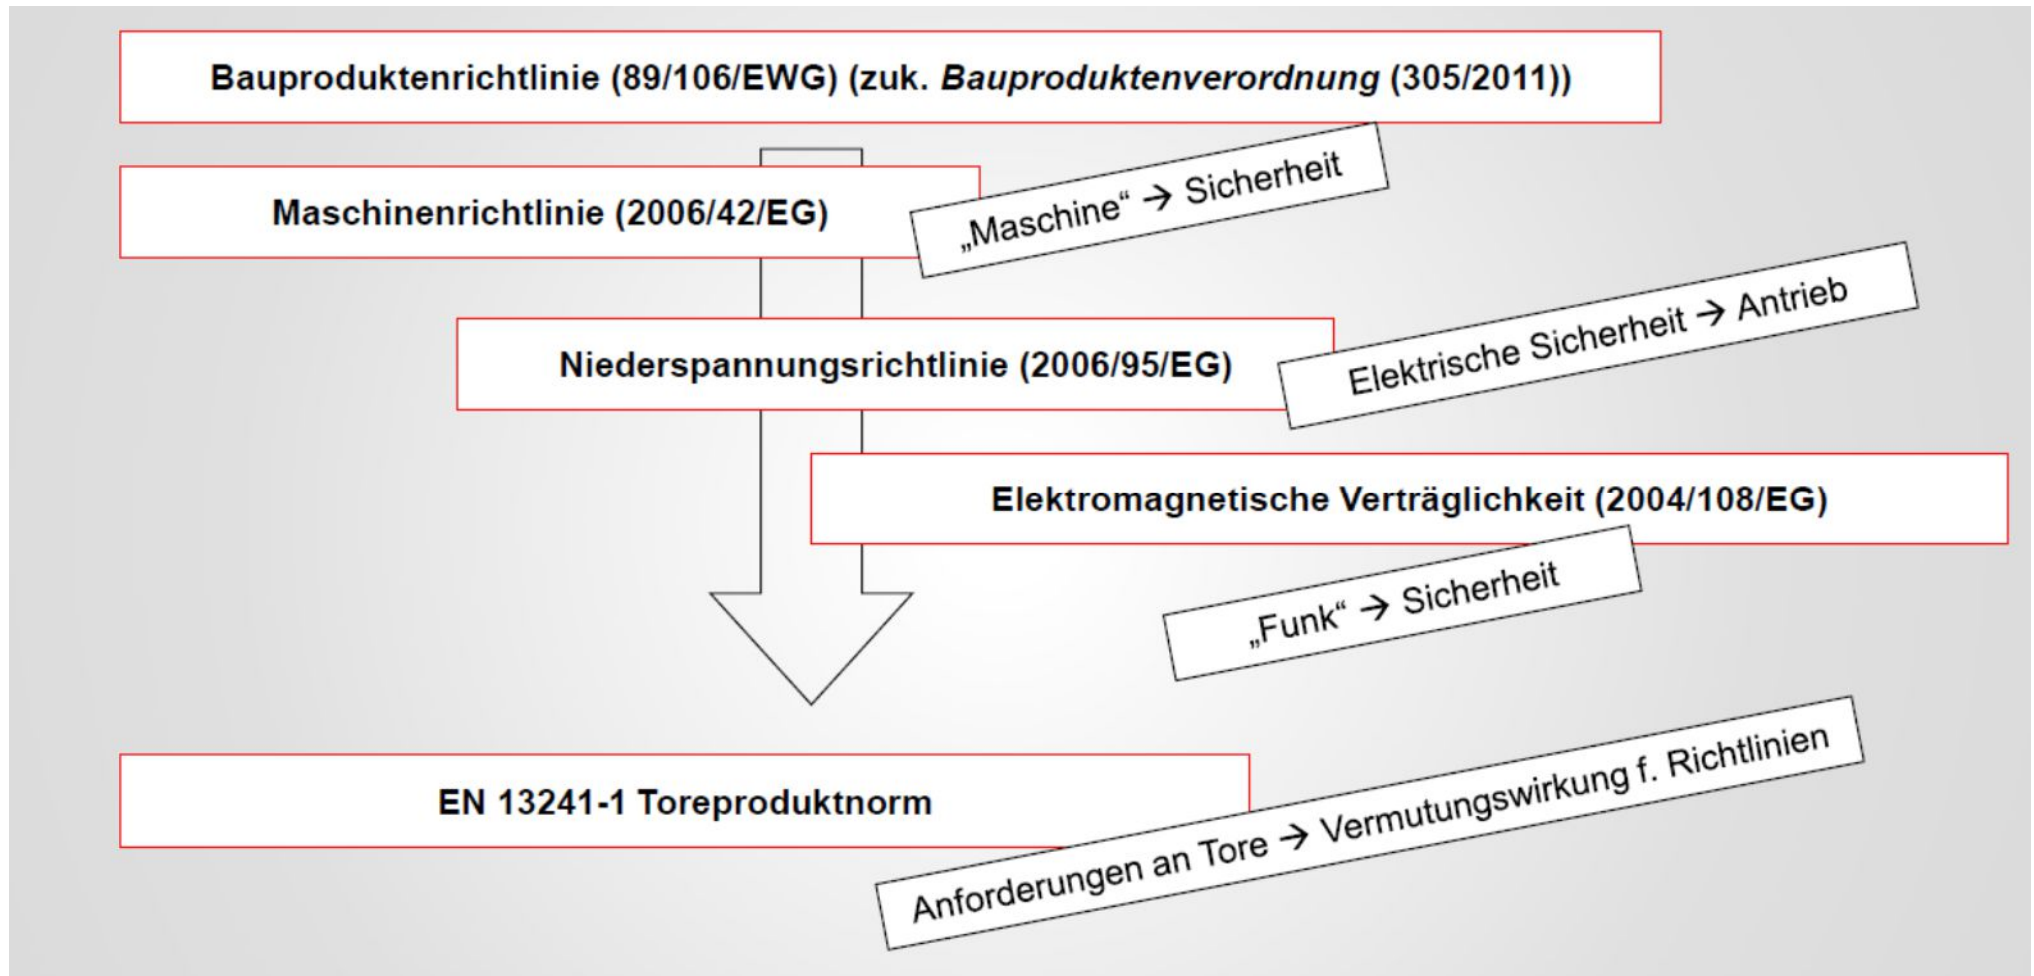 Bauproduktenrichtlinie (89/106/EWG) (zuk. Bauproduktenverordnung (305/2011))
Maschinenrichtlinie (2006/42/EG)
„Maschine“ → Sicherheit
Niederspannungsrichtlinie (2006/95/EG)
Elektrische Sicherheit → Antrieb
Elektromagnetische Verträglichkeit (2004/108/EG)
„Funk“ → Sicherheit
EN 13241-1 Toreproduktnorm
Anforderungen an Tore → Vermutungswirkung f. Richtlinien